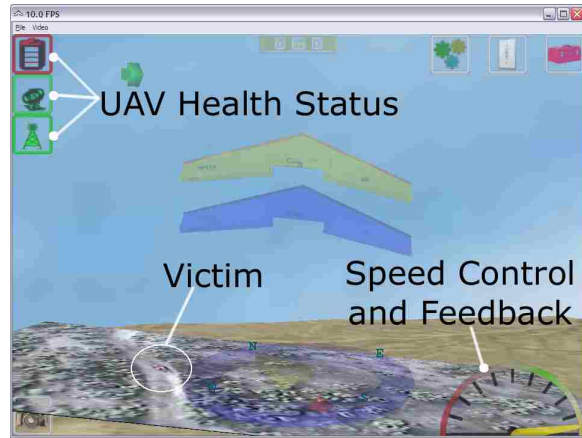 10.0 FPS
File Video
UAV Health Status
Victim
Speed Control
and Feedback
N
E